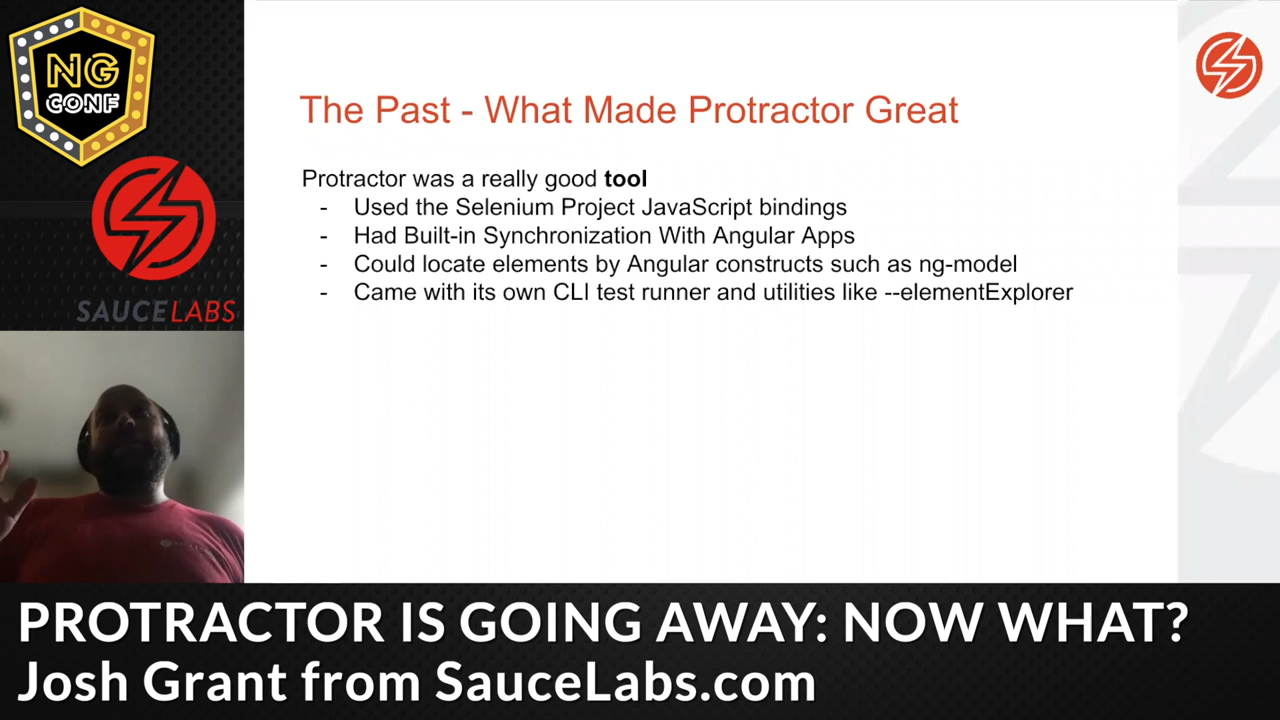 NG
CONF
SAUCELABS
The Past - What Made Protractor Great
Protractor was a really good tool
- Used the Selenium Project JavaScript bindings
- Had Built-in Synchronization With Angular Apps
- Could locate elements by Angular constructs such as ng-model
- Came with its own CLI test runner and utilities like --elementExplorer
PROTRACTOR IS GOING AWAY: NOW WHAT?
Josh Grant from SauceLabs.com